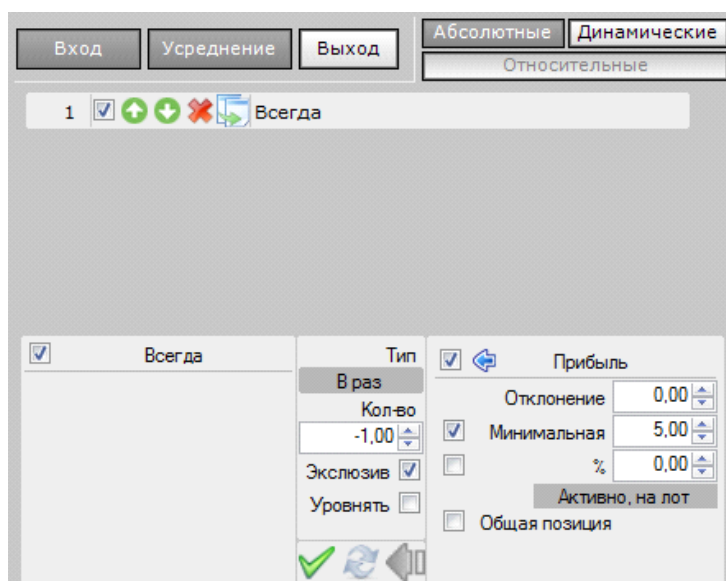 Вход Усреднение Выход Абсолютные Динамические
Относительные
1 Всегда
Всегда Тип Прибыль
В раз
Отклонение 0,00
Кол-во
-1,00 Минимальная 5,00
Экслюзив % 0,00
Уровнять Активно, на лот
Общая позиция